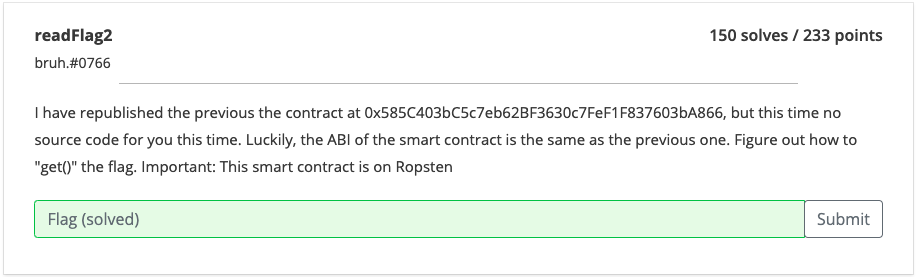 readFlag2
150 solves / 233 points
bruh.#0766
I have republished the previous the contract at 0x585C403bC5c7eb62BF3630c7FeF1F837603bA866, but this time no
source code for you this time. Luckily, the ABI of the smart contract is the same as the previous one. Figure out how to
"get()" the flag. Important: This smart contract is on Ropsten
Flag (solved)
Submit